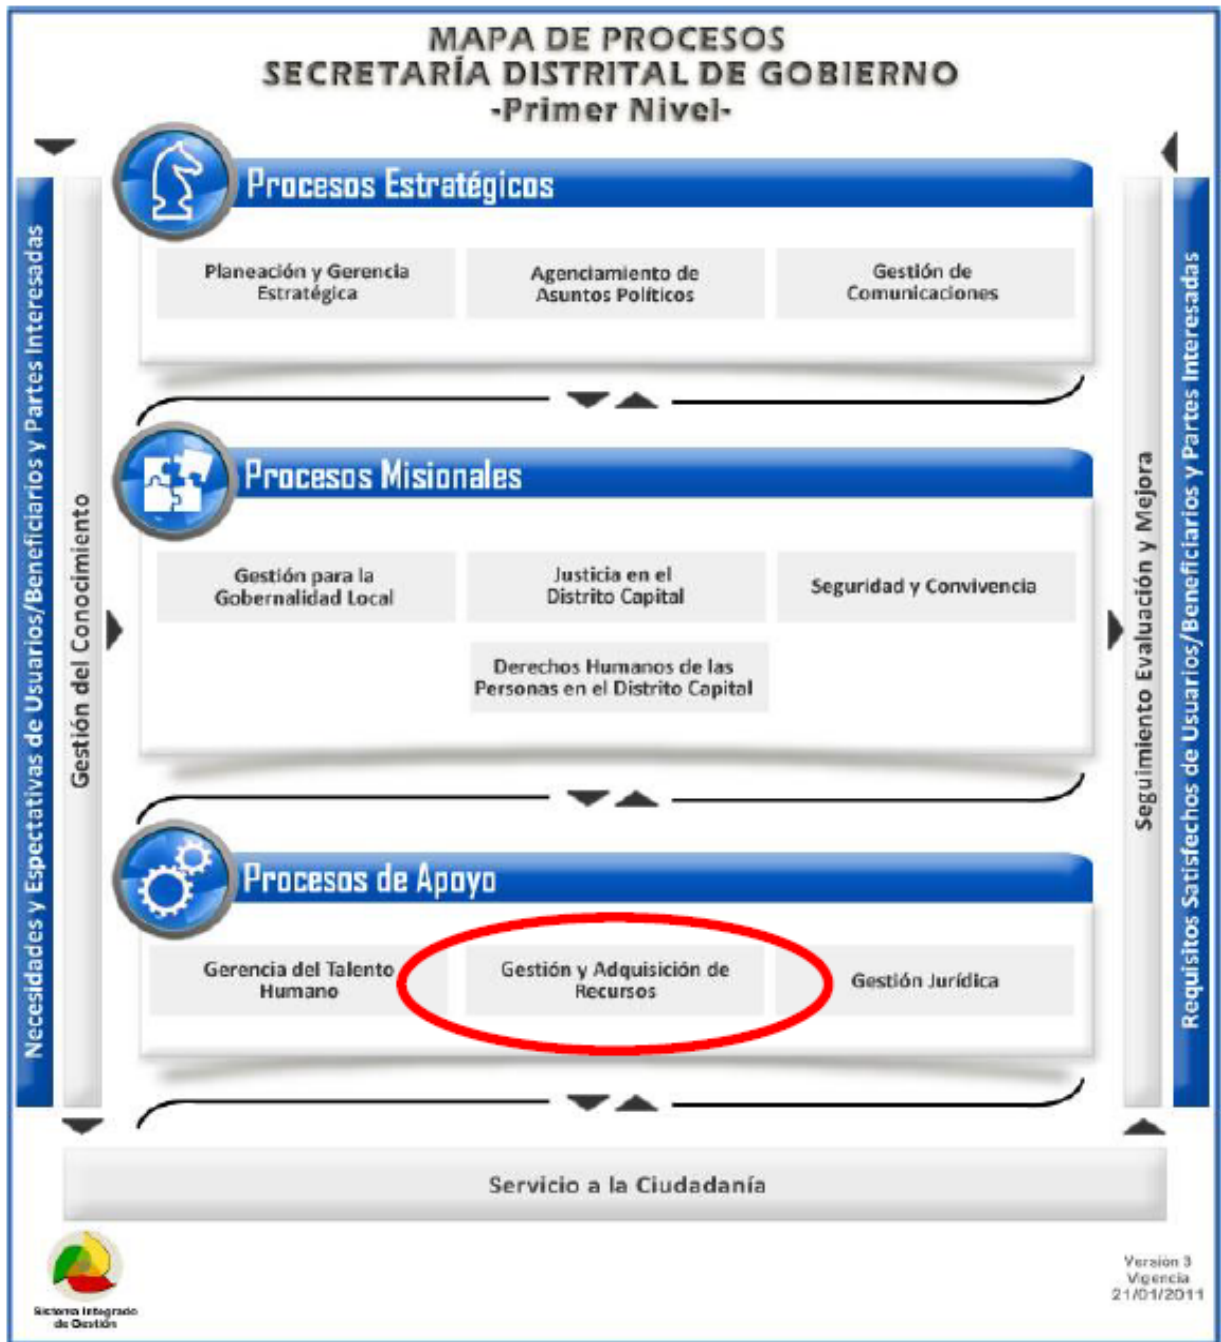 MAPA DE PROCESOS
SECRETARÍA DISTRITAL DE GOBIERNO
-Primer Nivel-
Necesidades y Espectativas de Usuarios/Beneficiarios y Partes Interesadas
Gestión del Conocimiento
Procesos Estratégicos
Planeación y Gerencia
Estratégica
Agenciamiento de
Asuntos Políticos
Gestión de
Comunicaciones
Procesos Misionales
Gestión para la
Gobernalidad Local
Justicia en el
Distrito Capital
Seguridad y Convivencia
Derechos Humanos de las
Personas en el Distrito Capital
Procesos de Apoyo
Gerencia del Talento
Humano
Gestión y Adquisición de
Recursos
Gestión Jurídica
Seguimiento Evaluación y Mejora
Requisitos Satisfechos de Usuarios/Beneficiarios y Partes Interesadas
Servicio a la Ciudadanía
Sistema Integrado
de Gestión
Versión 3
Vigencia
21/01/2011